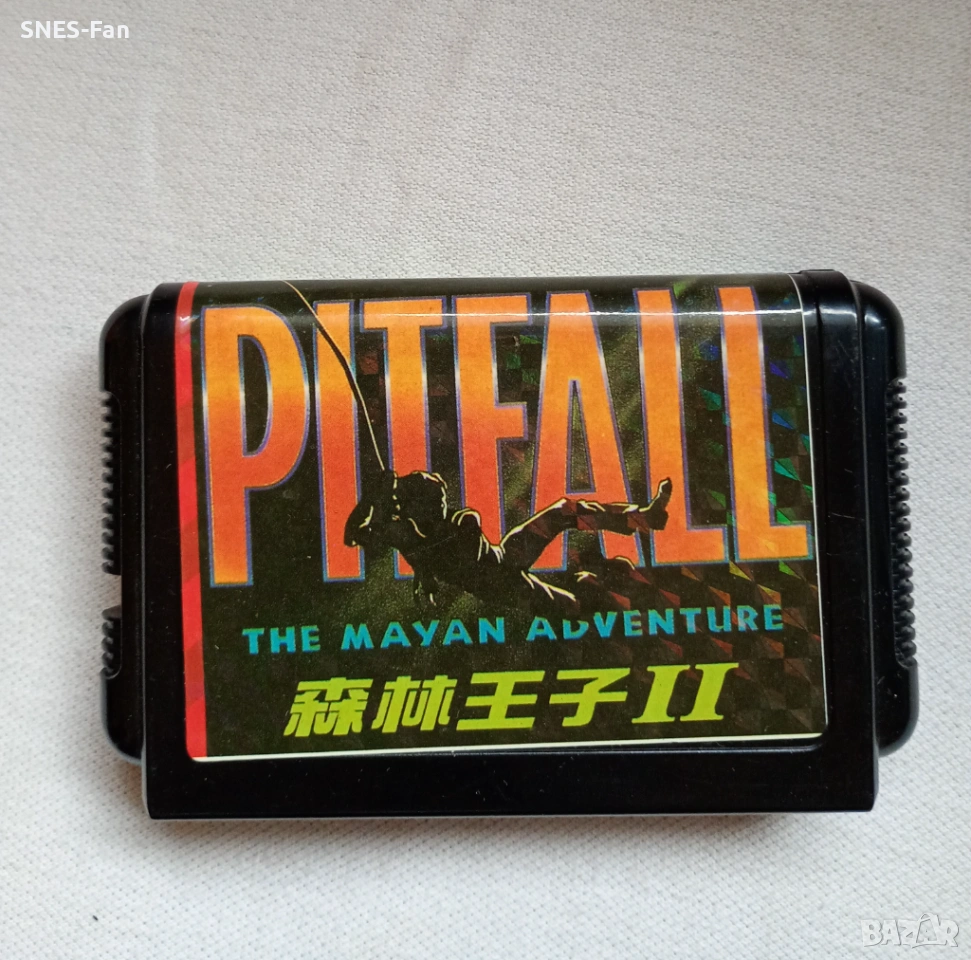 SNES-Fan
PITFALL
THE MAYAN ADVENTURE
森林王子II
BAZAR